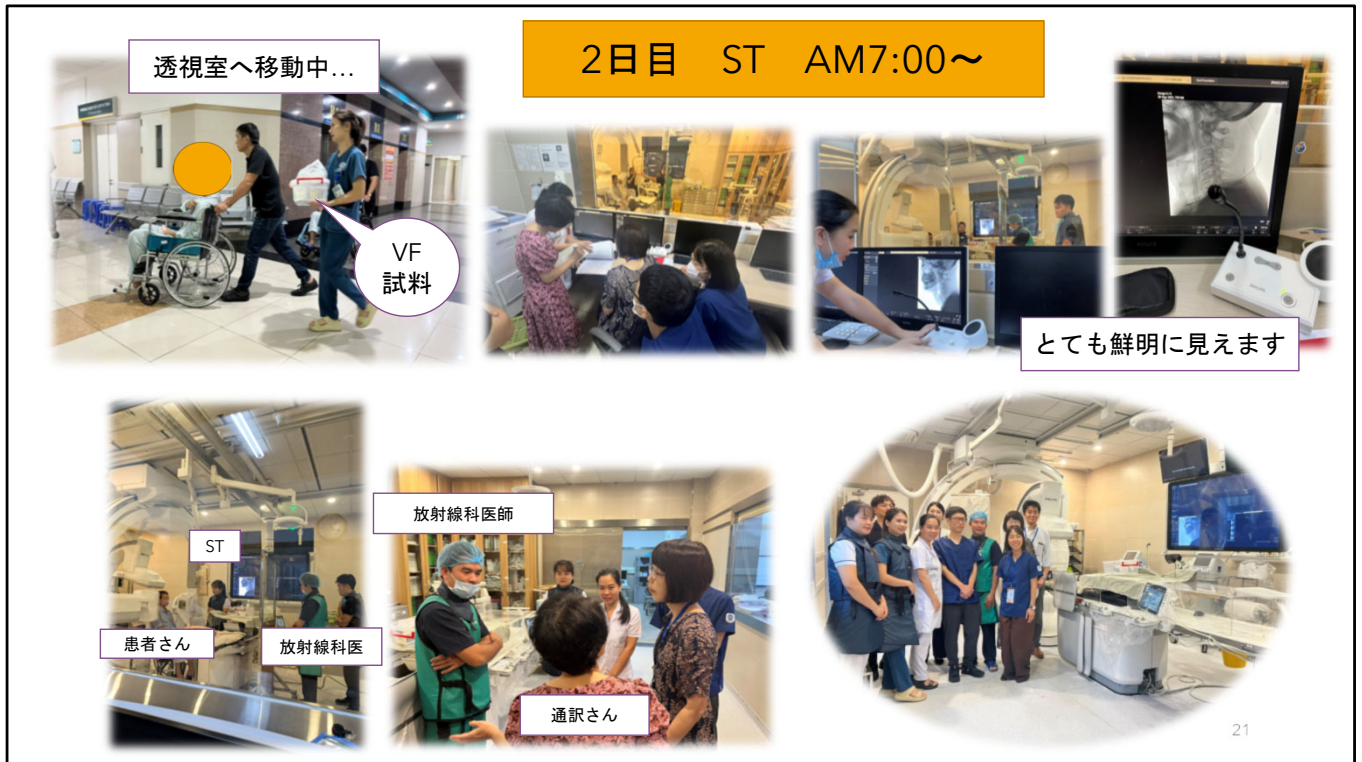 2日目 ST AM7:00～
透視室へ移動中…
VF
試料
とても鮮明に見えます
ST
患者さん
放射線科医
放射線科医師
通訳さん
21